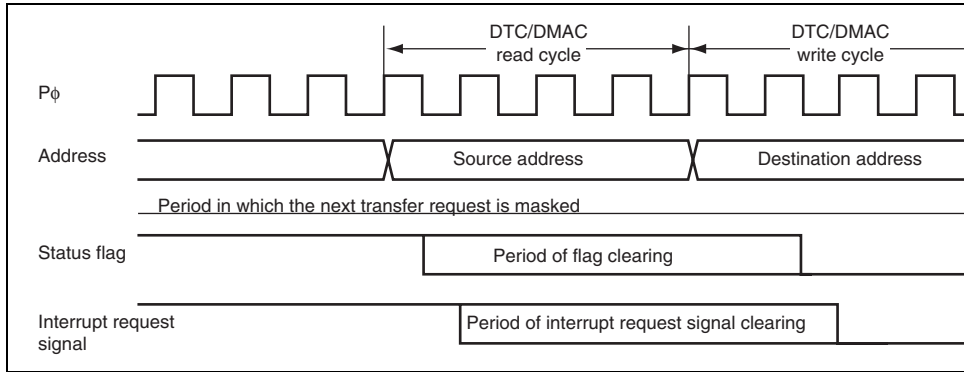 DTC/DMAC
read cycle
DTC/DMAC
write cycle
Pϕ
Address
Source address
Destination address
Period in which the next transfer request is masked
Status flag
Period of flag clearing
Interrupt request
signal
Period of interrupt request signal clearing